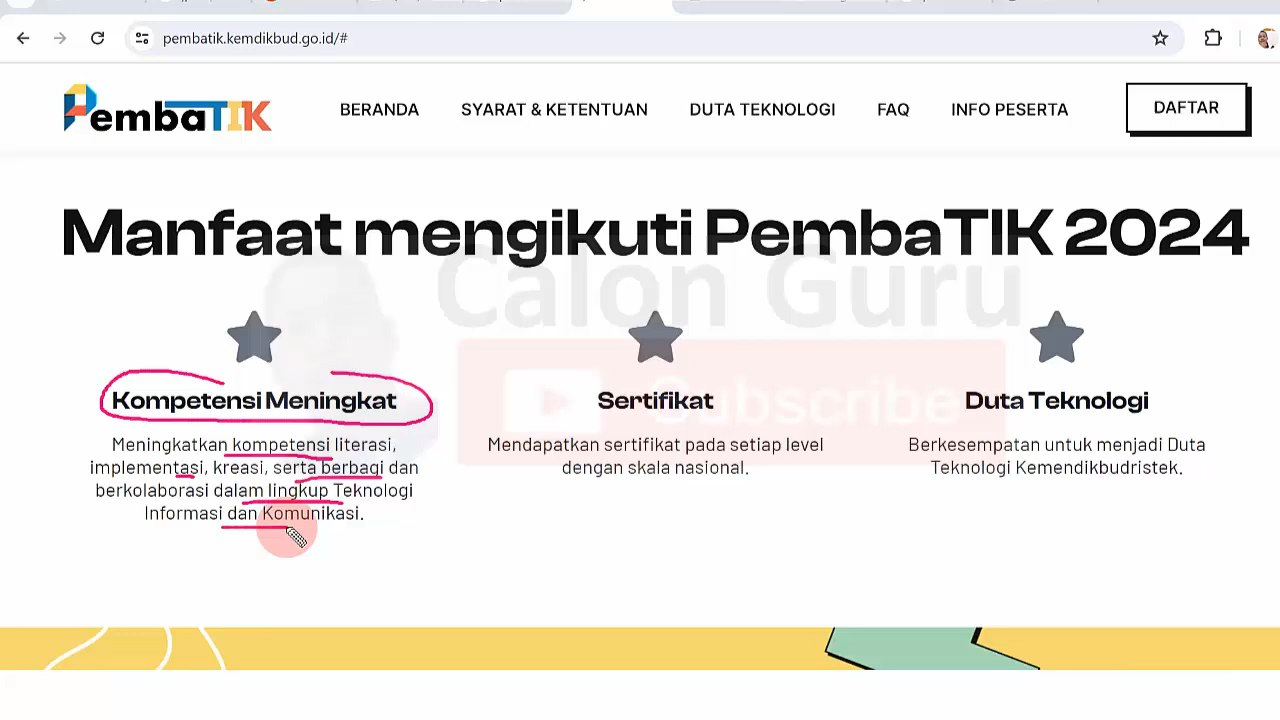 pembatik.kemdikbud.go.id/#
PembaTIK
BERANDA
SYARAT & KETENTUAN
DUTA TEKNOLOGI
FAQ
INFO PESERTA
DAFTAR
Manfaat mengikuti PembaTIK 2024
Calon Guru
Subscribe
Kompetensi Meningkat
Meningkatkan kompetensi literasi,
implementasi, kreasi, serta berbagi dan
berkolaborasi dalam lingkup Teknologi
Informasi dan Komunikasi.
Sertifikat
Mendapatkan sertifikat pada setiap level
dengan skala nasional.
Duta Teknologi
Berkesempatan untuk menjadi Duta
Teknologi Kemendikbudristek.